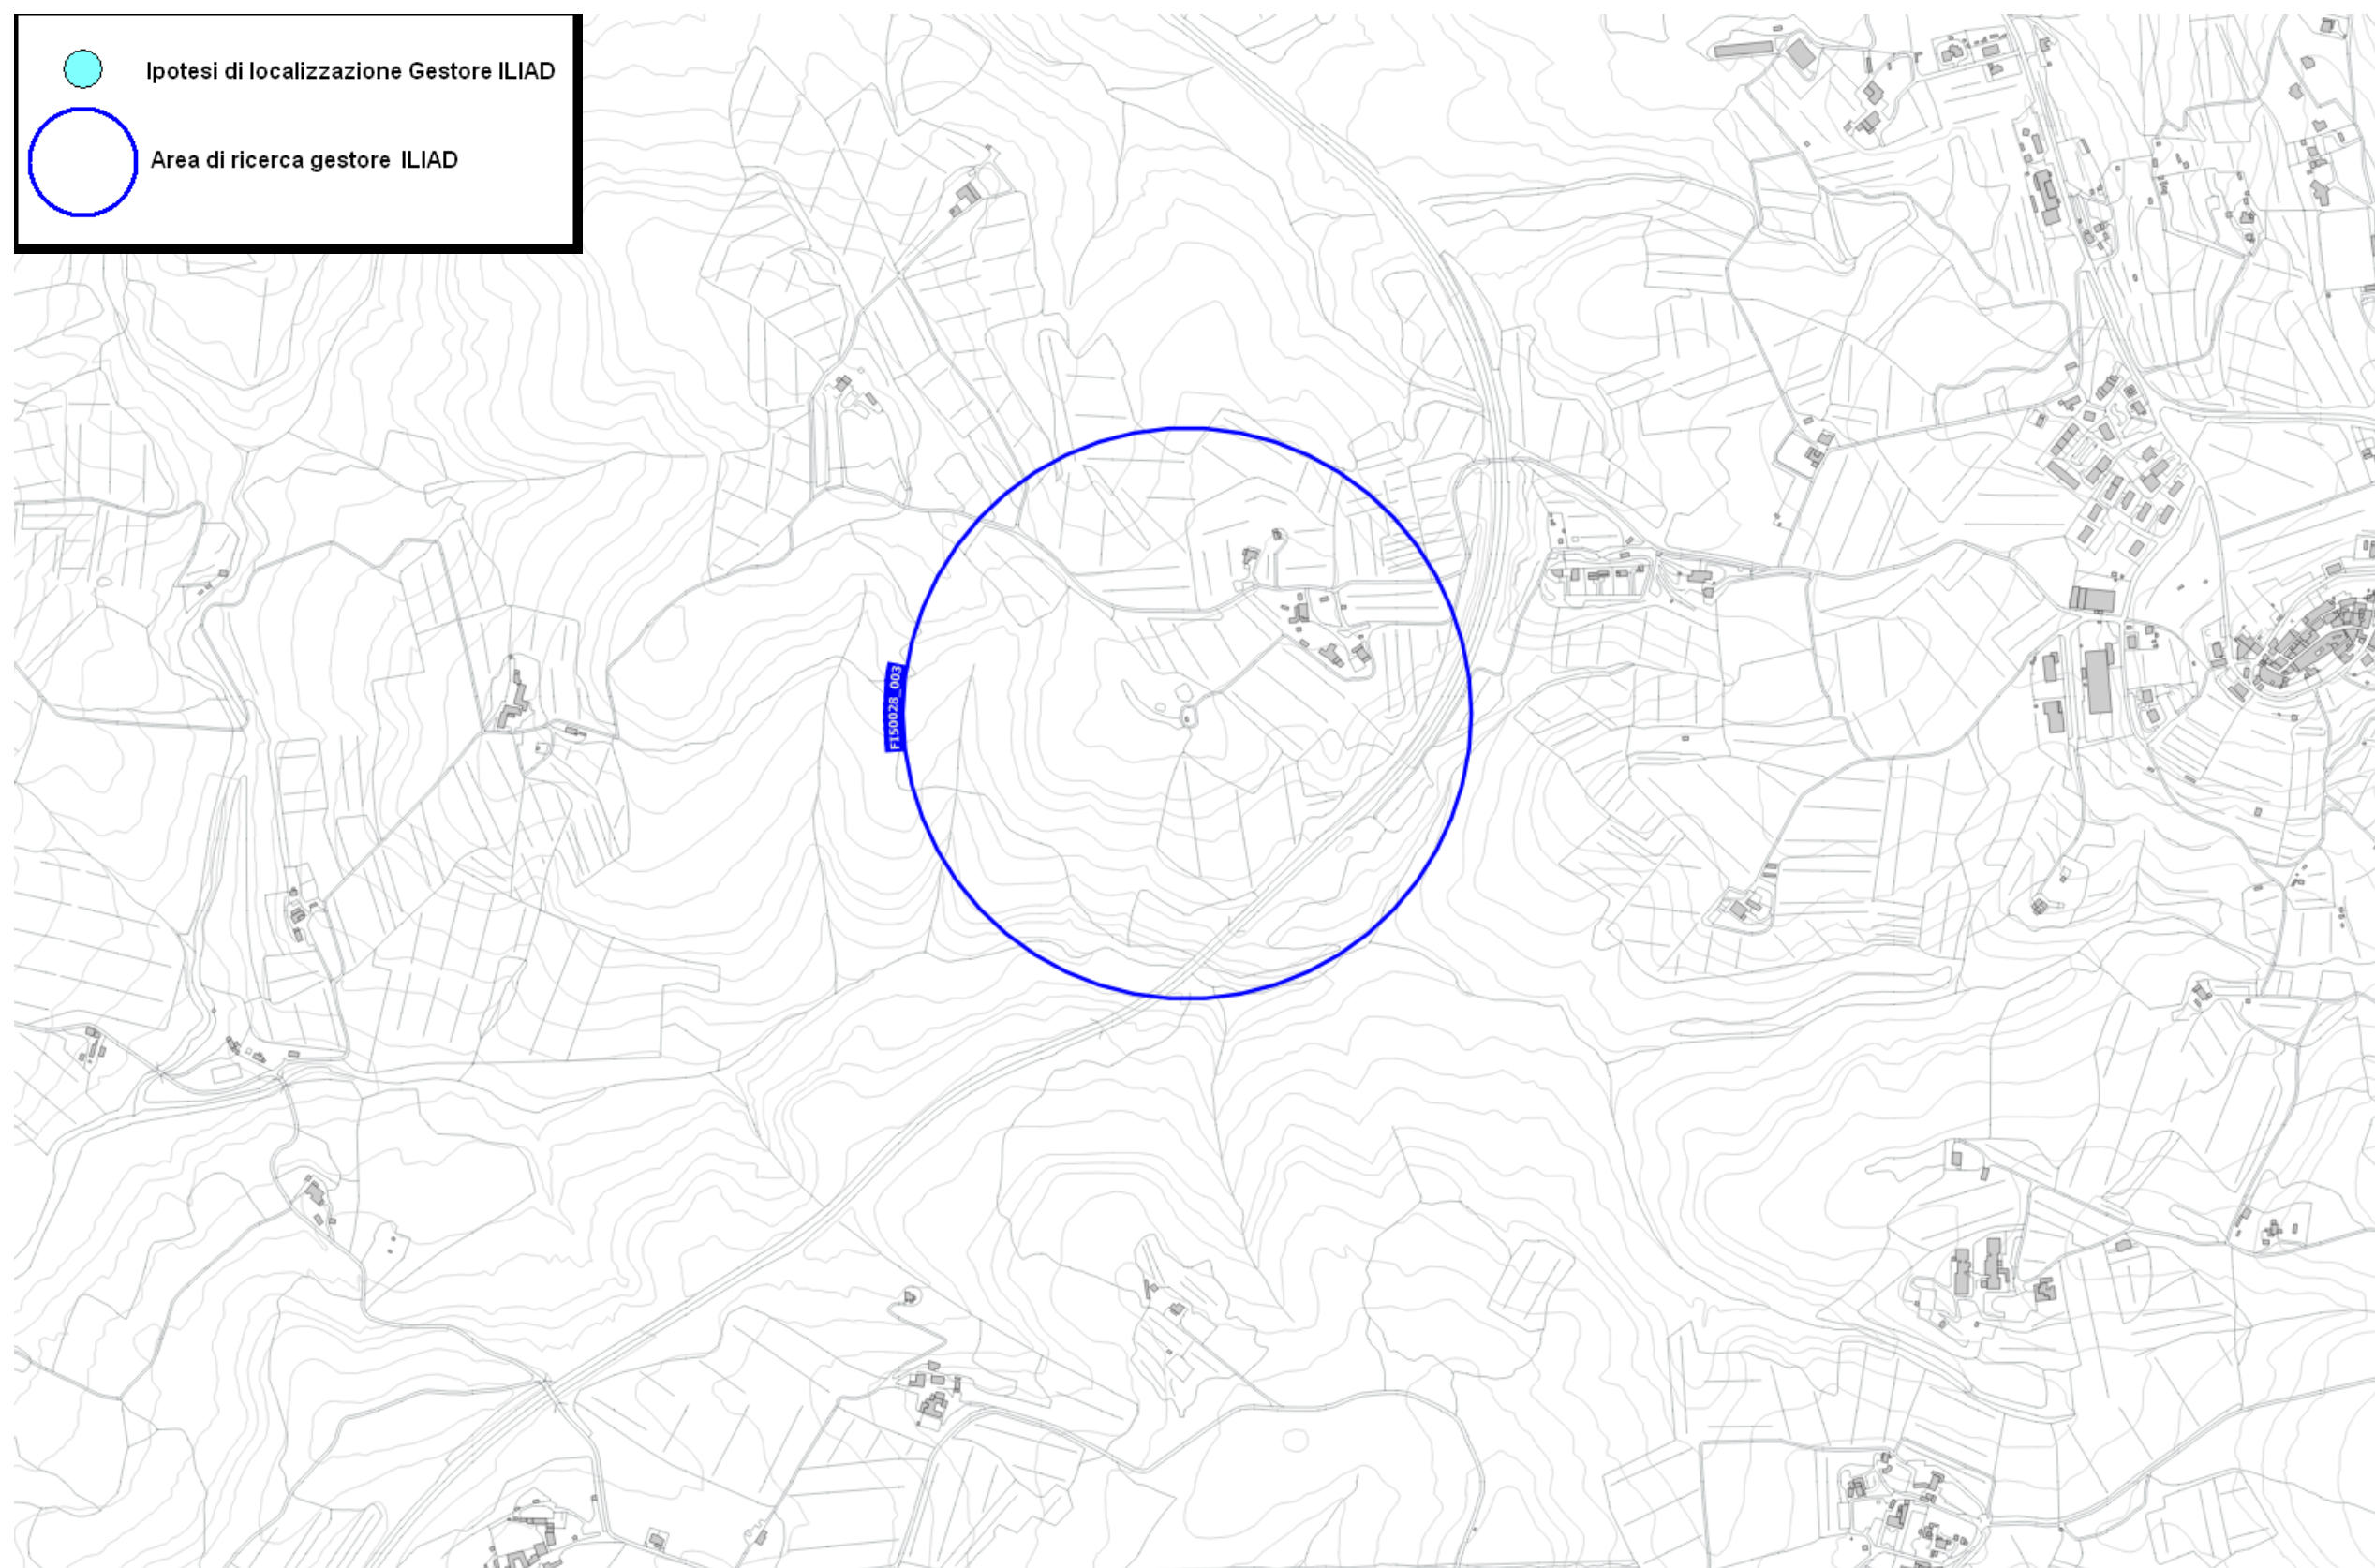 Ipotesi di localizzazione Gestore ILIAD
Area di ricerca gestore ILIAD
FI50028_003